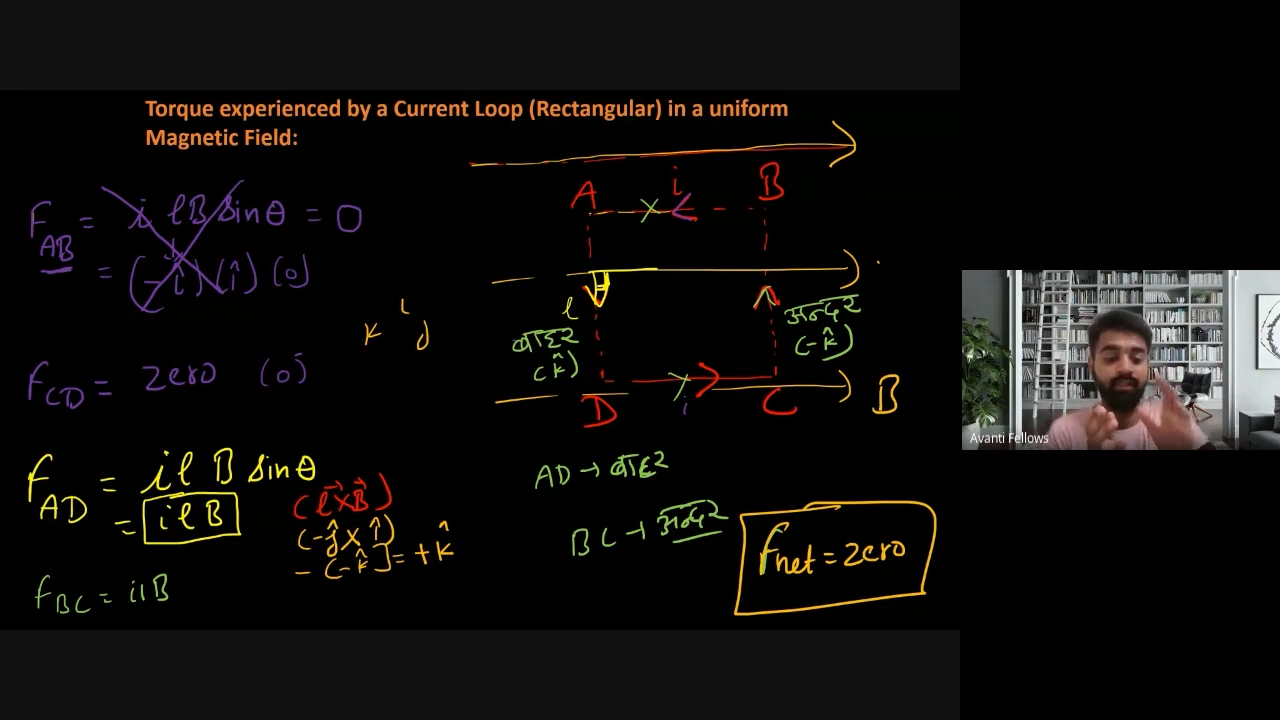 Torque experienced by a Current Loop (Rectangular) in a uniform
Magnetic Field:
F_AB = i l B sinθ = 0
= (-î) (î) (0)
F_CD = Zero (0)
F_AD = i l B sinθ
= i l B
(l⃗ × B⃗)
(-ĵ × î)
- (-k̂) = + k̂
F_BC = i l B
i
K j
A i B
l
बाहर
(k̂)
अन्दर
(-k̂)
D i C B
AD → बाहर
BC → अन्दर
F_net = Zero
Avanti Fellows